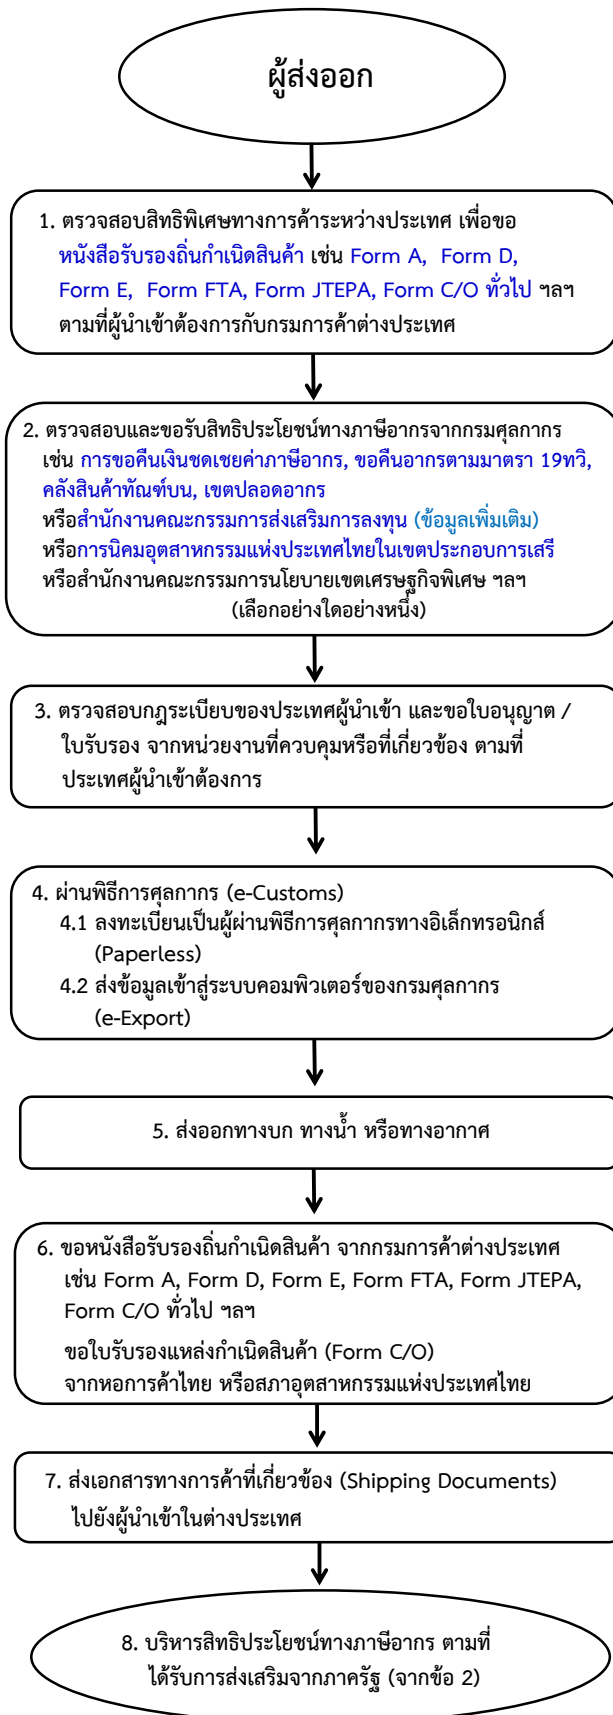 ผู้ส่งออก
1. ตรวจสอบสิทธิพิเศษทางการค้าระหว่างประเทศ เพื่อขอ
หนังสือรับรองถิ่นกำเนิดสินค้า เช่น Form A, Form D,
Form E, Form FTA, Form JTEPA, Form C/O ทั่วไป ฯลฯ
ตามที่ผู้นำเข้าต้องการกับกรมการค้าต่างประเทศ
2. ตรวจสอบและขอรับสิทธิประโยชน์ทางภาษีอากรจากกรมศุลกากร
เช่น การขอคืนเงินชดเชยค่าภาษีอากร, ขอคืนอากรตามมาตรา 19ทวิ,
คลังสินค้าทัณฑ์บน, เขตปลอดอากร
หรือสำนักงานคณะกรรมการส่งเสริมการลงทุน (ข้อมูลเพิ่มเติม)
หรือการนิคมอุตสาหกรรมแห่งประเทศไทยในเขตประกอบการเสรี
หรือสำนักงานคณะกรรมการนโยบายเขตเศรษฐกิจพิเศษ ฯลฯ
(เลือกอย่างใดอย่างหนึ่ง)
3. ตรวจสอบกฎระเบียบของประเทศผู้นำเข้า และขอใบอนุญาต /
ใบรับรอง จากหน่วยงานที่ควบคุมหรือที่เกี่ยวข้อง ตามที่
ประเทศผู้นำเข้าต้องการ
4. ผ่านพิธีการศุลกากร (e-Customs)
4.1 ลงทะเบียนเป็นผู้ผ่านพิธีการศุลกากรทางอิเล็กทรอนิกส์
(Paperless)
4.2 ส่งข้อมูลเข้าสู่ระบบคอมพิวเตอร์ของกรมศุลกากร
(e-Export)
5. ส่งออกทางบก ทางน้ำ หรือทางอากาศ
6. ขอหนังสือรับรองถิ่นกำเนิดสินค้า จากกรมการค้าต่างประเทศ
เช่น Form A, Form D, Form E, Form FTA, Form JTEPA,
Form C/O ทั่วไป ฯลฯ
ขอใบรับรองแหล่งกำเนิดสินค้า (Form C/O)
จากหอการค้าไทย หรือสภาอุตสาหกรรมแห่งประเทศไทย
7. ส่งเอกสารทางการค้าที่เกี่ยวข้อง (Shipping Documents)
ไปยังผู้นำเข้าในต่างประเทศ
8. บริหารสิทธิประโยชน์ทางภาษีอากร ตามที่
ได้รับการส่งเสริมจากภาครัฐ (จากข้อ 2)